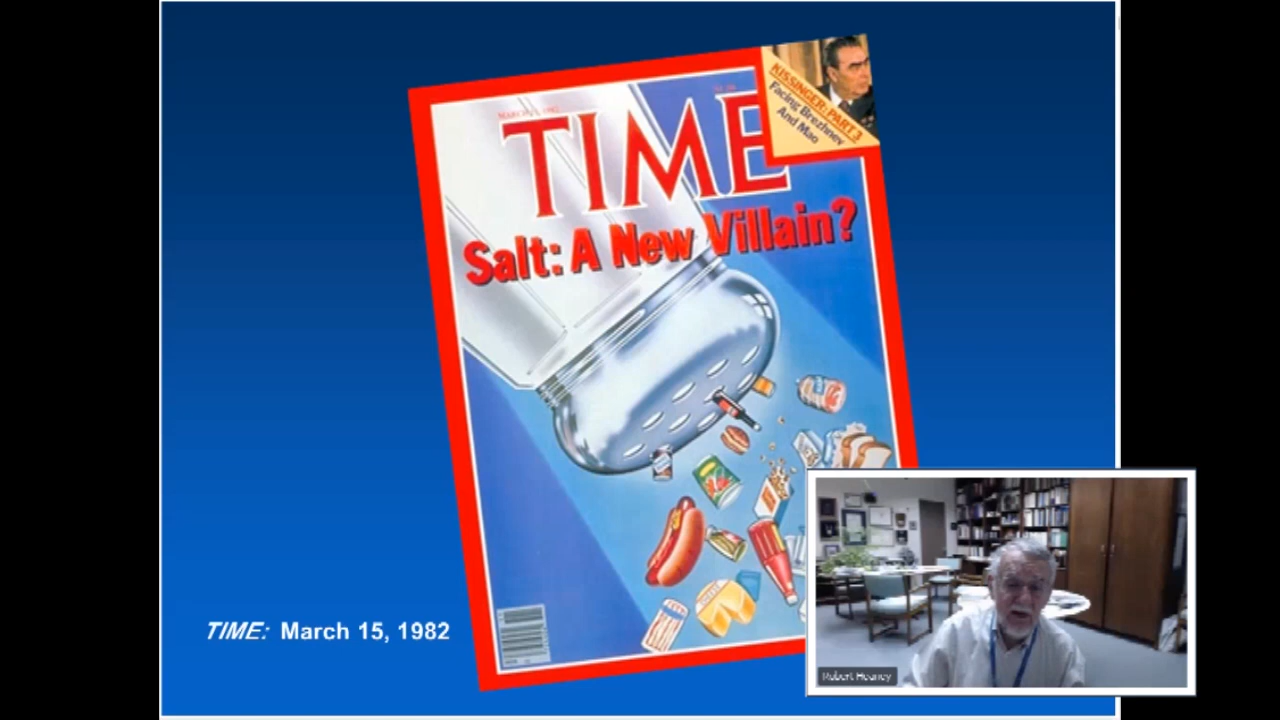 KISSINGER: PART 3
Facing Brezhnev
And Mao
TIME
Salt: A New Villain?
TIME: March 15, 1982
Robert Heaney